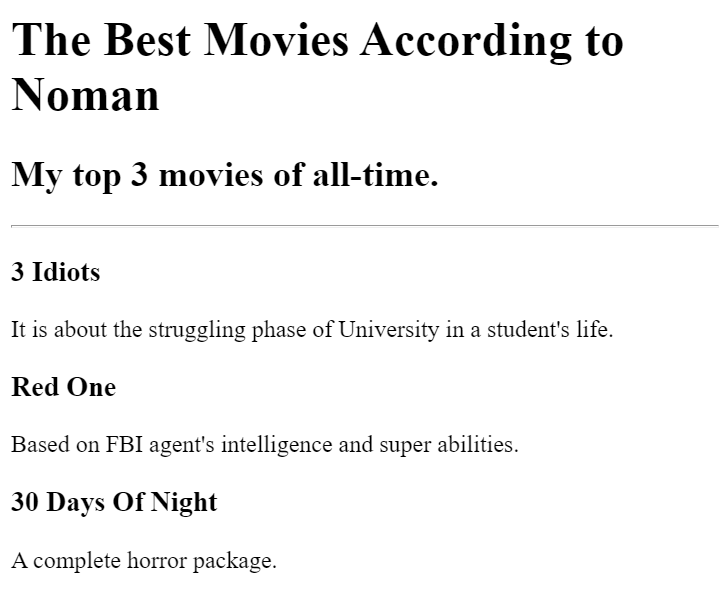 The Best Movies According to
Noman
My top 3 movies of all-time.
3 Idiots
It is about the struggling phase of University in a student's life.
Red One
Based on FBI agent's intelligence and super abilities.
30 Days Of Night
A complete horror package.